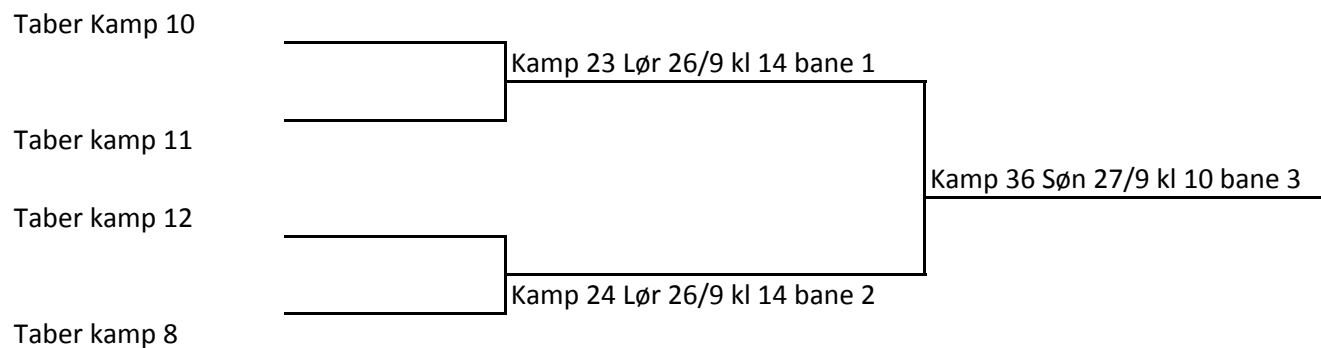 Taber Kamp 10
Kamp 23 Lør 26/9 kl 14 bane 1
Taber kamp 11
Kamp 36 Søn 27/9 kl 10 bane 3
Taber kamp 12
Kamp 24 Lør 26/9 kl 14 bane 2
Taber kamp 8